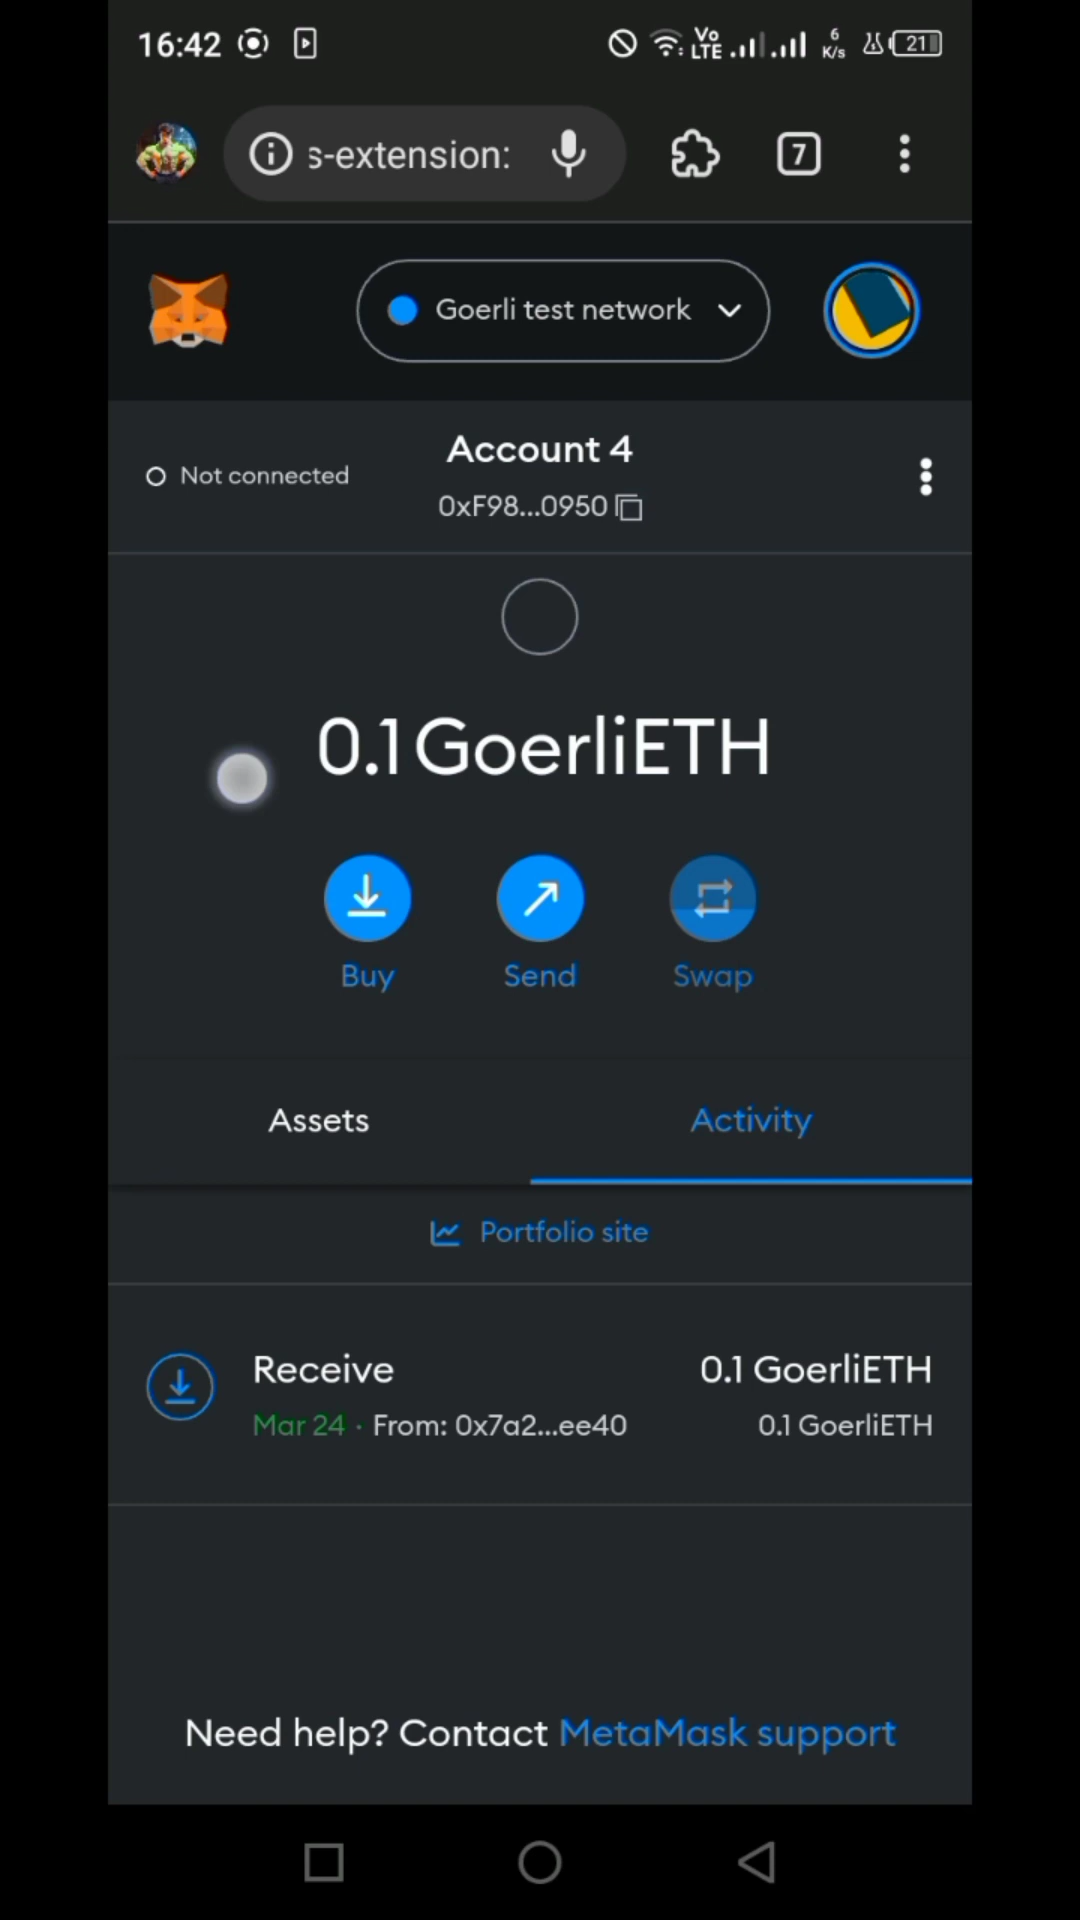 16:42 Vo LTE 6 K/s 21
s-extension: 7
Goerli test network
Account 4
Not connected
0xF98...0950
0.1 GoerliETH
Buy Send Swap
Assets Activity
Portfolio site
Receive 0.1 GoerliETH
Mar 24 · From: 0x7a2...ee40 0.1 GoerliETH
Need help? Contact MetaMask support